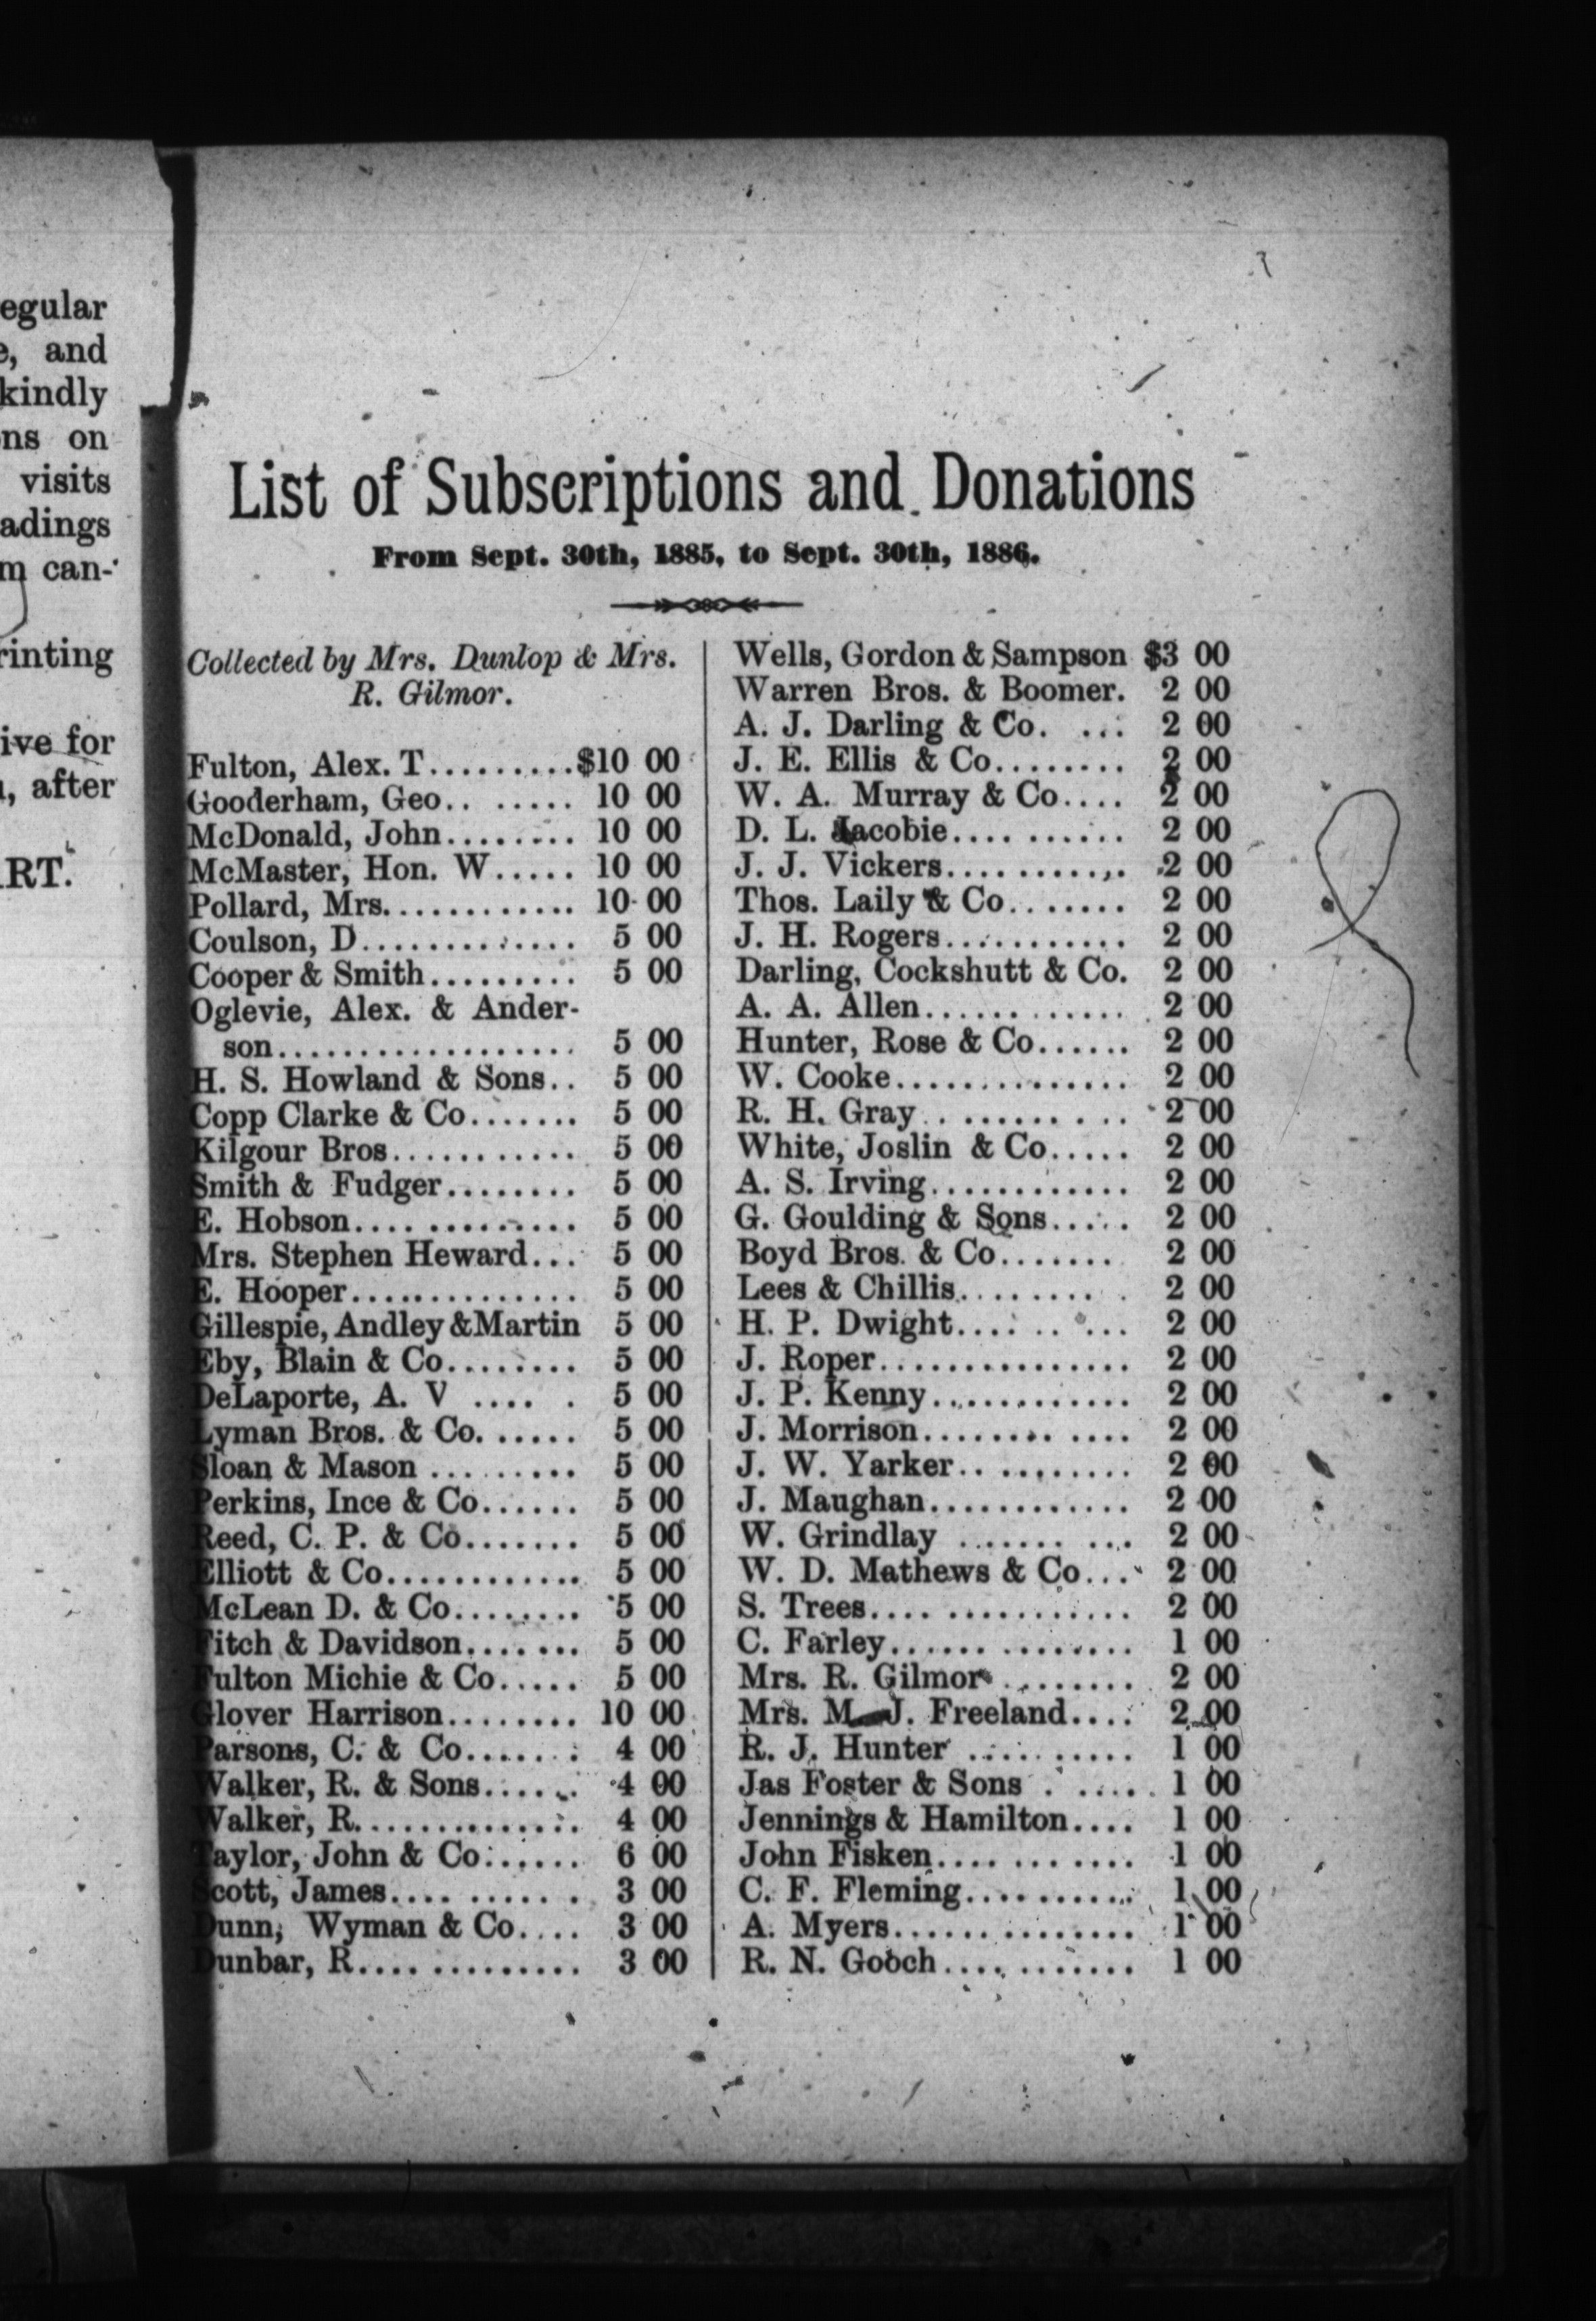 egular
e, and
kindly
ns on
visits
adings
m can-
rinting
ive for
, after
RT.
List of Subscriptions and Donations
From Sept. 30th, 1885, to Sept. 30th, 1886.
Collected by Mrs. Dunlop & Mrs.
R. Gilmor.
Fulton, Alex. T.........$10 00
Gooderham, Geo.. ...... 10 00
McDonald, John........ 10 00
McMaster, Hon. W..... 10 00
Pollard, Mrs............ 10 00
Coulson, D............. 5 00
Cooper & Smith......... 5 00
Oglevie, Alex. & Ander-
son.................. 5 00
H. S. Howland & Sons.. 5 00
Copp Clarke & Co....... 5 00
Kilgour Bros........... 5 00
Smith & Fudger........ 5 00
E. Hobson.... ......... 5 00
Mrs. Stephen Heward... 5 00
E. Hooper.............. 5 00
Gillespie, Andley & Martin 5 00
Eby, Blain & Co........ 5 00
DeLaporte, A. V .... . 5 00
Lyman Bros. & Co. ..... 5 00
Sloan & Mason ......... 5 00
Perkins, Ince & Co...... 5 00
Reed, C. P. & Co....... 5 00
Elliott & Co............ 5 00
McLean D. & Co........ 5 00
Fitch & Davidson....... 5 00
Fulton Michie & Co..... 5 00
Glover Harrison........ 10 00
Parsons, C. & Co....... 4 00
Walker, R. & Sons...... 4 00
Walker, R.............. 4 00
Taylor, John & Co...... 6 00
Scott, James.... ...... 3 00
Dunn, Wyman & Co.... 3 00
Dunbar, R.... ......... 3 00
Wells, Gordon & Sampson $3 00
Warren Bros. & Boomer. 2 00
A. J. Darling & Co. ... 2 00
J. E. Ellis & Co........ 2 00
W. A. Murray & Co.... 2 00
D. L. Jacobie.... ...... 2 00
J. J. Vickers........... 2 00
Thos. Laily & Co....... 2 00
J. H. Rogers........... 2 00
Darling, Cockshutt & Co. 2 00
A. A. Allen............ 2 00
Hunter, Rose & Co...... 2 00
W. Cooke.............. 2 00
R. H. Gray.. .......... 2 00
White, Joslin & Co..... 2 00
A. S. Irving............ 2 00
G. Goulding & Sons..... 2 00
Boyd Bros. & Co....... 2 00
Lees & Chillis......... . 2 00
H. P. Dwight.... .. ... 2 00
J. Roper............... 2 00
J. P. Kenny............ 2 00
J. Morrison........ .... 2 00
J. W. Yarker.. ........ 2 00
J. Maughan............ 2 00
W. Grindlay ....... ... 2 00
W. D. Mathews & Co... 2 00
S. Trees.... ........... 2 00
C. Farley...... ........ 1 00
Mrs. R. Gilmor ........ 2 00
Mrs. M. J. Freeland.... 2 00
R. J. Hunter .......... 1 00
Jas Foster & Sons . ..... 1 00
Jennings & Hamilton.... 1 00
John Fisken.... ....... 1 00
C. F. Fleming.......... 1 00
A. Myers............... 1 00
R. N. Gooch.... ....... 1 00